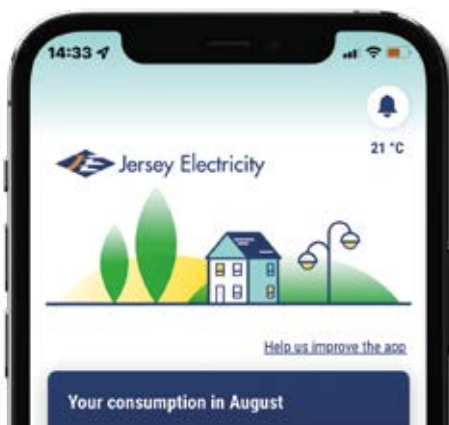 14:33
21 °C
Jersey Electricity
Help us improve the app
Your consumption in August